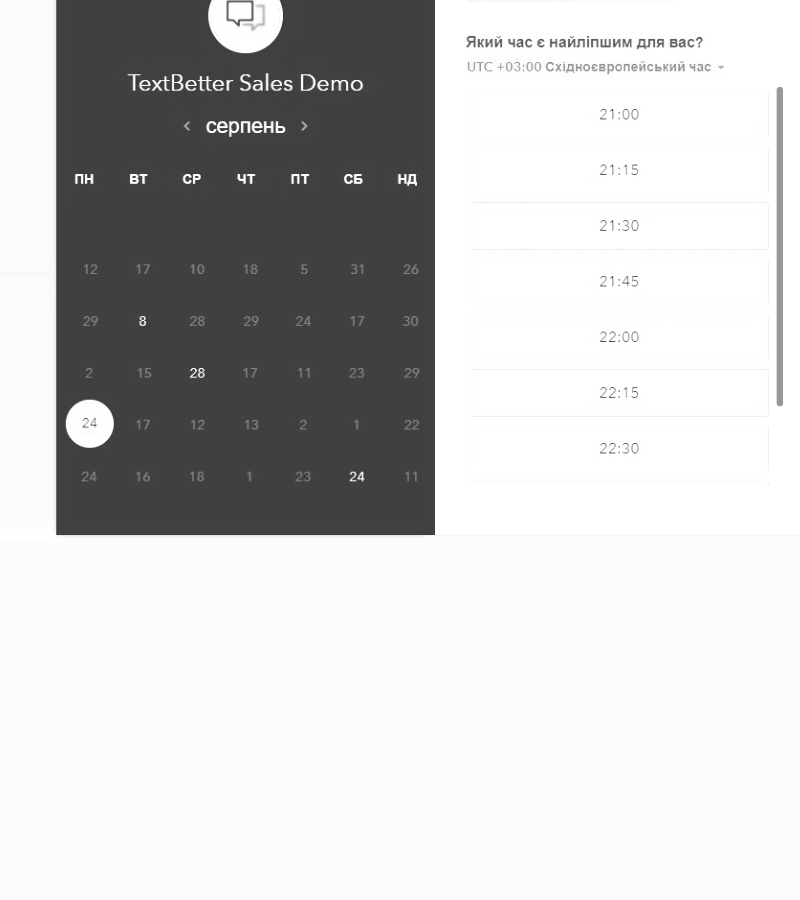 TextBetter Sales Demo
серпень
ПН ВТ СР ЧТ ПТ СБ НД
12 17 10 18 5 31 26
29 8 28 29 24 17 30
2 15 28 17 11 23 29
24 17 12 13 2 1 22
24 16 18 1 23 24 11
Який час є найліпшим для вас?
UTC +03:00 Східноєвропейський час
21:00
21:15
21:30
21:45
22:00
22:15
22:30